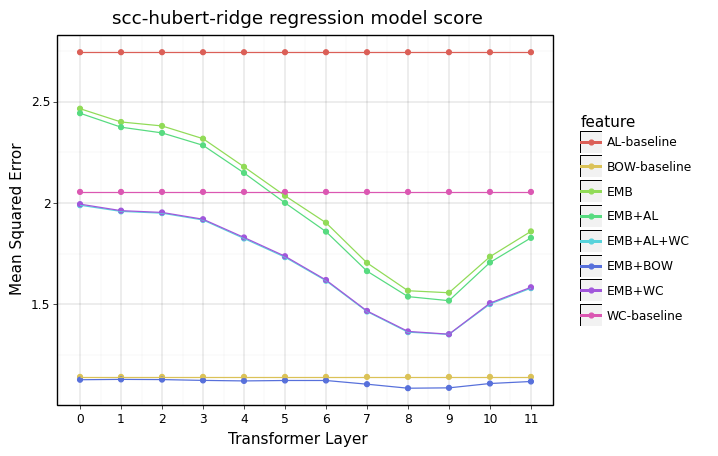 scc-hubert-ridge regression model score
Mean Squared Error
2.5
2
1.5
0 1 2 3 4 5 6 7 8 9 10 11
Transformer Layer
feature
AL-baseline
BOW-baseline
EMB
EMB+AL
EMB+AL+WC
EMB+BOW
EMB+WC
WC-baseline